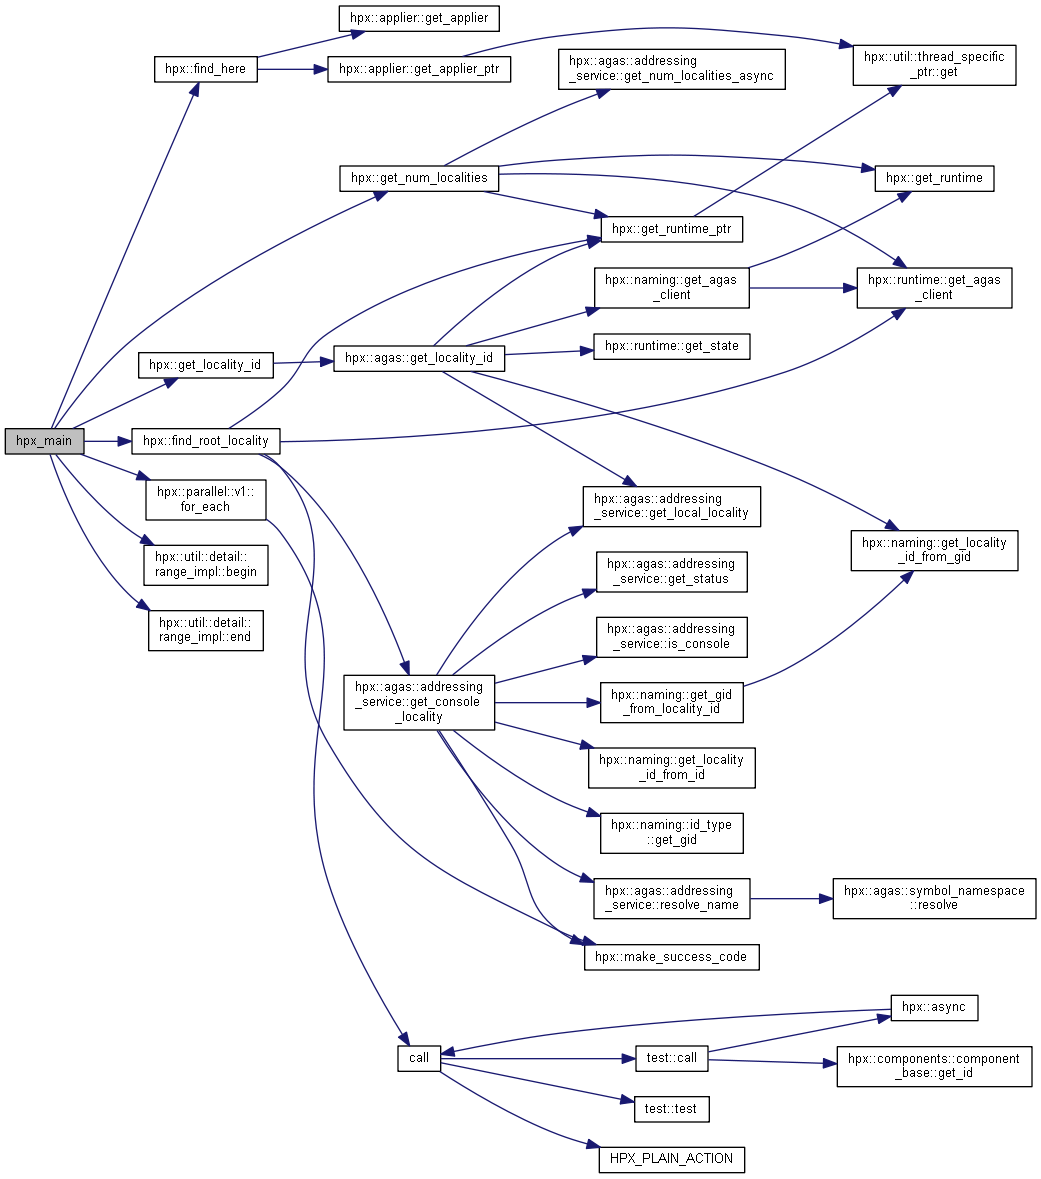 hpx::applier::get_applier
hpx::find_here
hpx::applier::get_applier_ptr
hpx::util::thread_specific
_ptr::get
hpx::agas::addressing
_service::get_num_localities_async
hpx::get_num_localities
hpx::get_runtime
hpx::get_runtime_ptr
hpx::naming::get_agas
_client
hpx::runtime::get_agas
_client
hpx::runtime::get_state
hpx::get_locality_id
hpx::agas::get_locality_id
hpx_main
hpx::find_root_locality
hpx::parallel::v1::
for_each
hpx::agas::addressing
_service::get_local_locality
hpx::naming::get_locality
_id_from_gid
hpx::util::detail::
range_impl::begin
hpx::agas::addressing
_service::get_status
hpx::util::detail::
range_impl::end
hpx::agas::addressing
_service::is_console
hpx::agas::addressing
_service::get_console
_locality
hpx::naming::get_gid
_from_locality_id
hpx::naming::get_locality
_id_from_id
hpx::naming::id_type
::get_gid
hpx::agas::addressing
_service::resolve_name
hpx::agas::symbol_namespace
::resolve
hpx::make_success_code
hpx::async
call
test::call
hpx::components::component
_base::get_id
test::test
HPX_PLAIN_ACTION